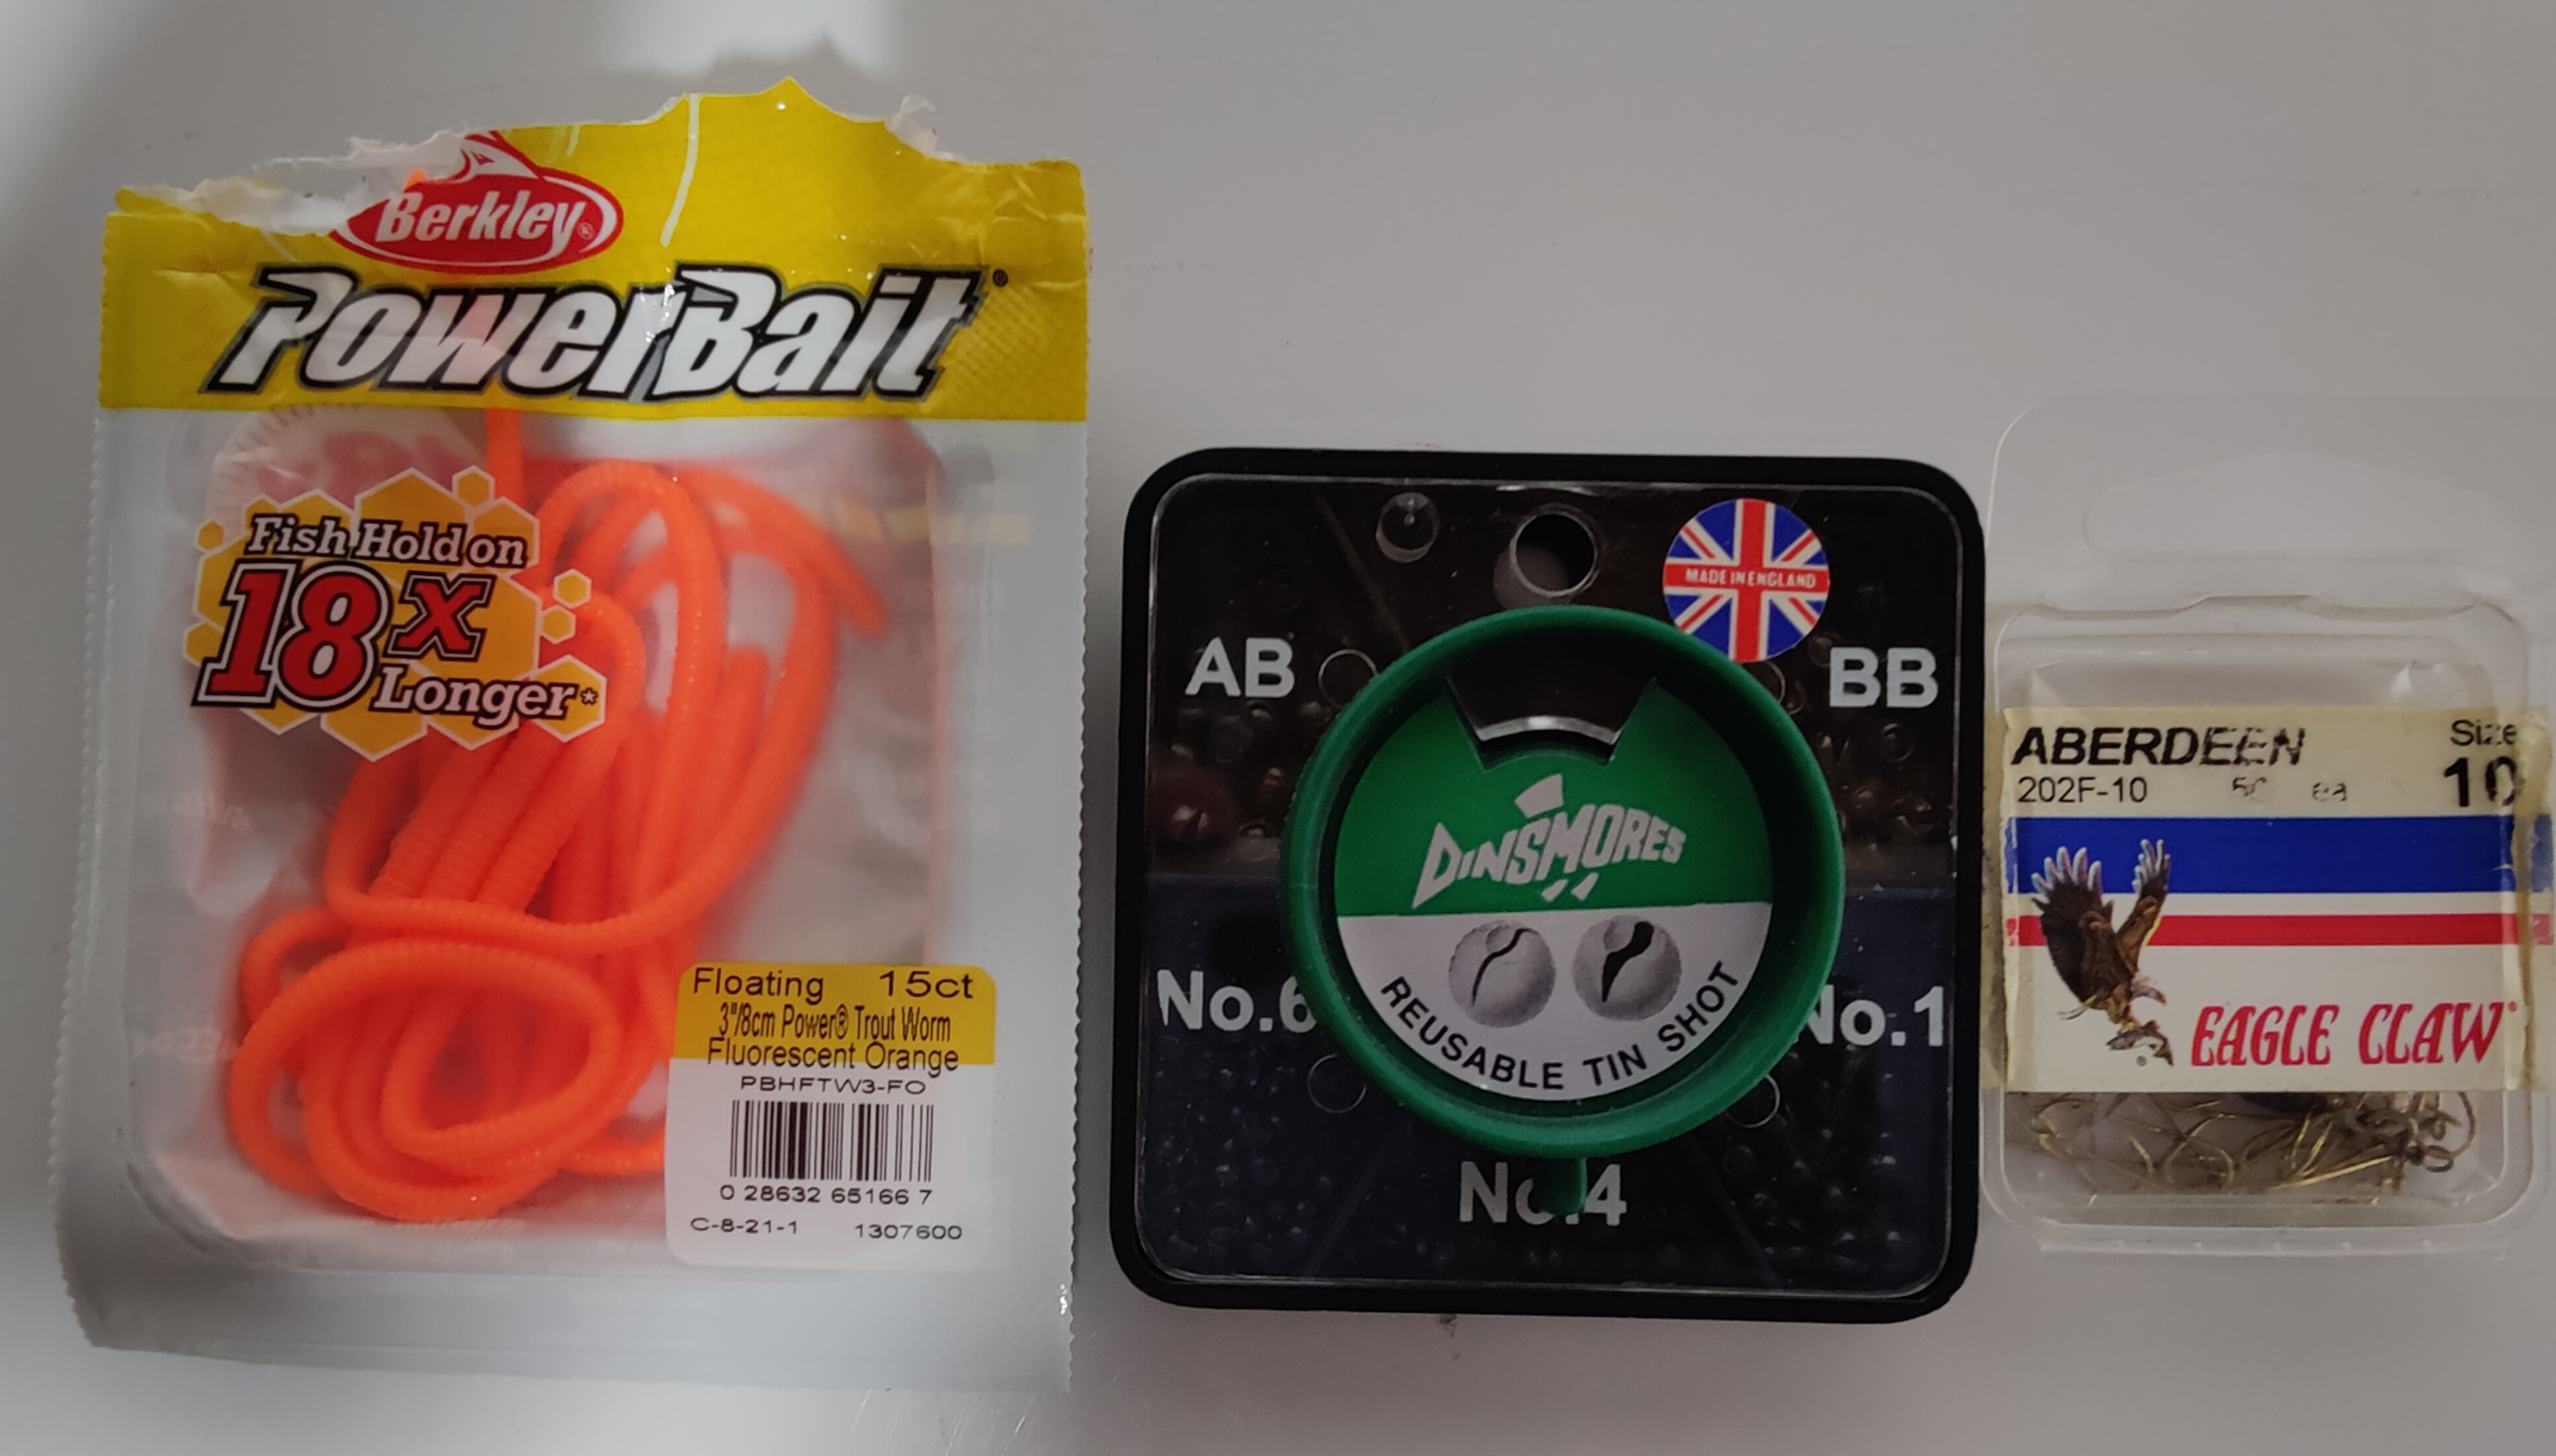 Berkley®
PowerBait®
Fish Hold on
18x
Longer*
Floating 15ct
3"/8cm Power® Trout Worm
Fluorescent Orange
PBHFTW3-FO
0 28632 65166 7
C-8-21-1 1307600
MADE IN ENGLAND
AB
BB
DINSMORES
No.6
No.1
REUSABLE TIN SHOT
No.4
ABERDEEN Size
202F-10 10
EAGLE CLAW®
®